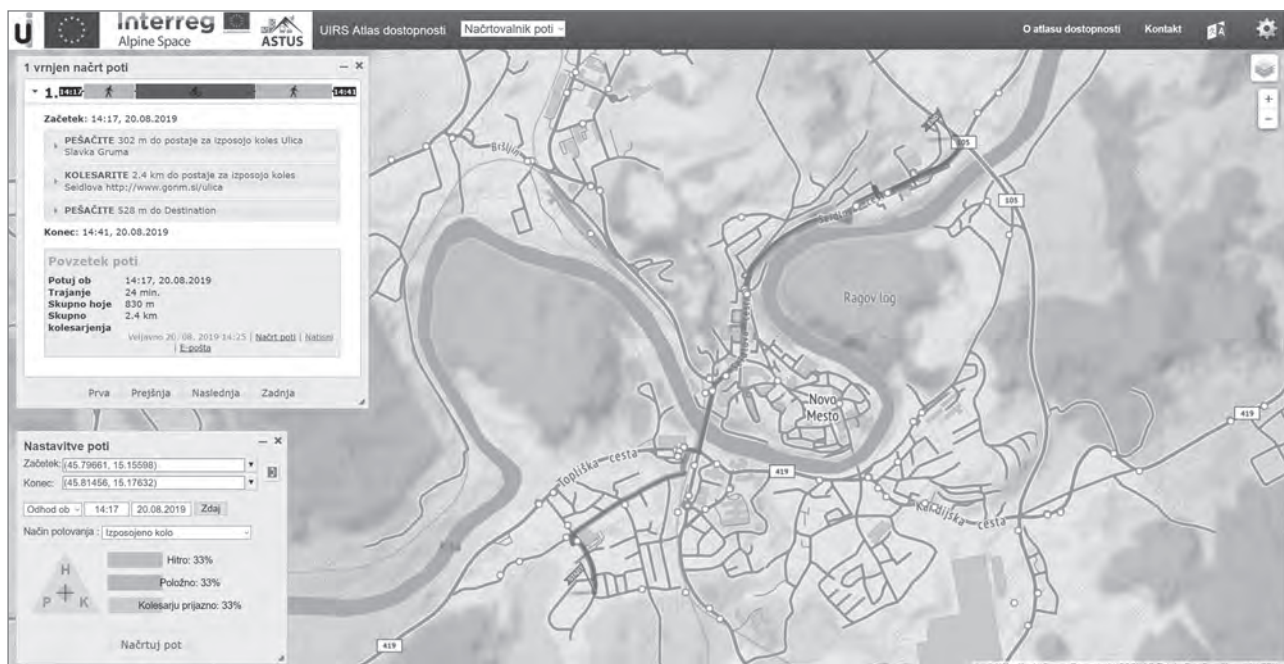 Interreg
Alpine Space
ASTUS
UIRS Atlas dostopnosti
Načrtovalnik poti
O atlasu dostopnosti
Kontakt
1 vrnjen načrt poti
1. 14:17 14:41
Začetek: 14:17, 20.08.2019
PEŠAČITE 302 m do postaje za izposojo koles Ulica
Slavka Gruma
KOLESARITE 2.4 km do postaje za izposojo koles
Seidlova http://www.gonm.si/ulica
PEŠAČITE 528 m do Destination
Konec: 14:41, 20.08.2019
Povzetek poti
Potuj ob 14:17, 20.08.2019
Trajanje 24 min.
Skupno hoje 830 m
Skupno 2.4 km
kolesarjenja
Veljavno 20. 08. 2019 14:25 | Načrt poti | Natisni
| E-pošta
Prva Prejšnja Naslednja Zadnja
Nastavitve poti
Začetek: (45.79661, 15.15598)
Konec: (45.81456, 15.17632)
Odhod ob 14:17 20.08.2019 Zdaj
Način potovanja : Izposojeno kolo
H
P K
Hitro: 33%
Položno: 33%
Kolesarju prijazno: 33%
Načrtuj pot
Bršljin
105
105
Ragov log
Novo
Mesto
419
Topliška cesta
419
Kandijska cesta
419